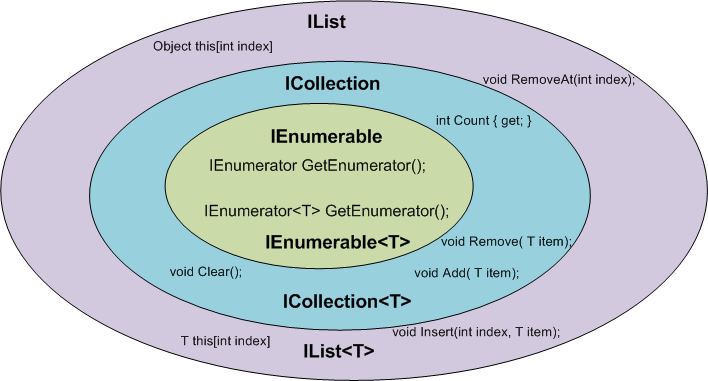 IList
Object this[int index]
ICollection
void RemoveAt(int index);
int Count { get; }
IEnumerable
IEnumerator GetEnumerator();
IEnumerator<T> GetEnumerator();
IEnumerable<T>
void Remove( T item);
void Clear();
void Add( T item);
ICollection<T>
void Insert(int index, T item);
T this[int index]
IList<T>